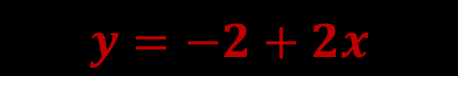 y = −2 + 2x